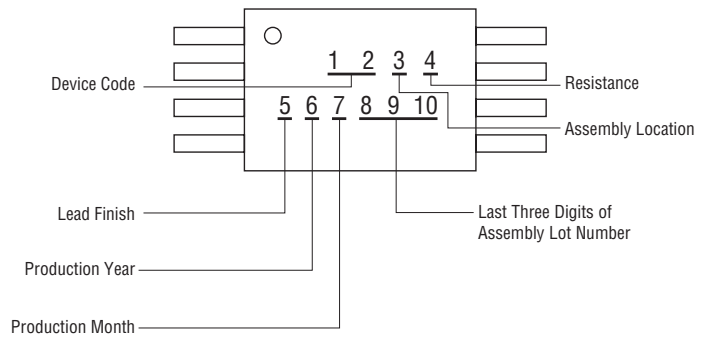 1 2 3 4
Device Code
Resistance
5 6 7 8 9 10
Assembly Location
Lead Finish
Last Three Digits of
Assembly Lot Number
Production Year
Production Month